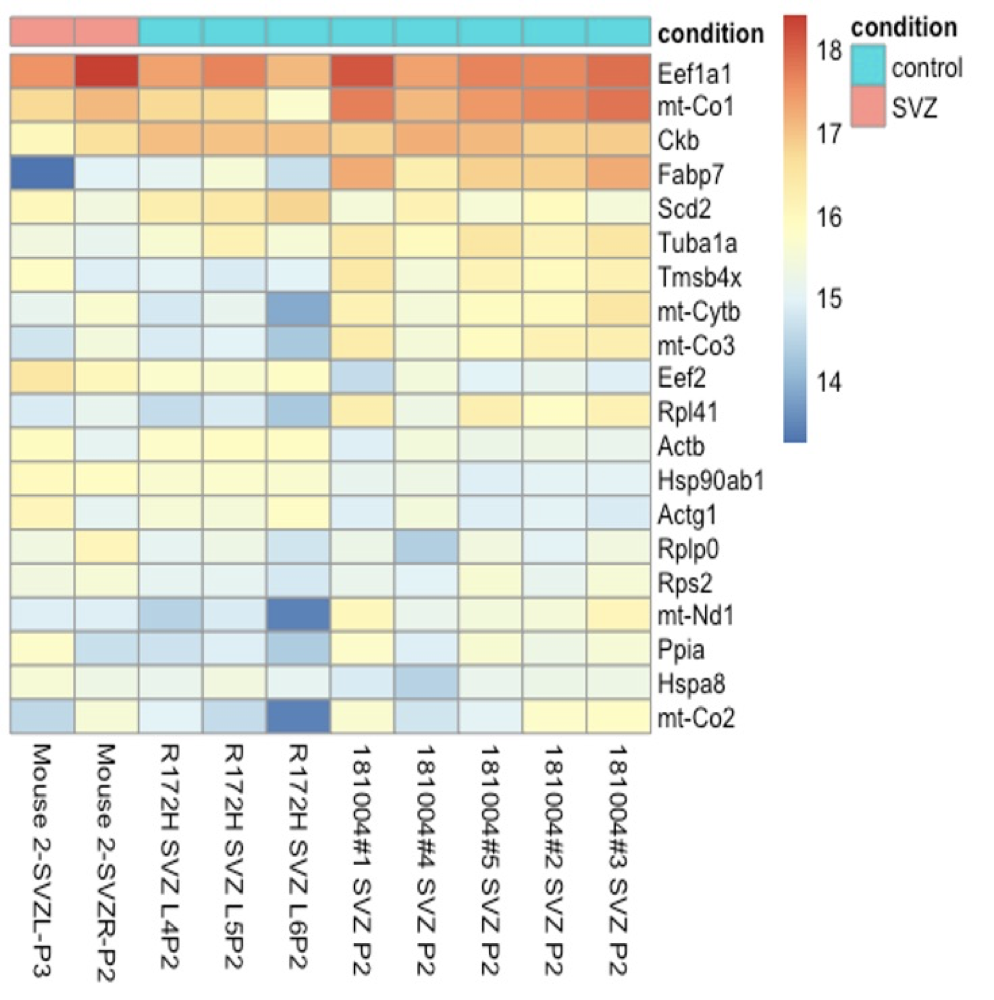 condition
Eef1a1
mt-Co1
Ckb
Fabp7
Scd2
Tuba1a
Tmsb4x
mt-Cytb
mt-Co3
Eef2
Rpl41
Actb
Hsp90ab1
Actg1
Rplp0
Rps2
mt-Nd1
Ppia
Hspa8
mt-Co2
Mouse 2-SVZL-P3
Mouse 2-SVZR-P2
R172H SVZ L4P2
R172H SVZ L5P2
R172H SVZ L6P2
181004#1 SVZ P2
181004#4 SVZ P2
181004#5 SVZ P2
181004#2 SVZ P2
181004#3 SVZ P2
18
17
16
15
14
condition
control
SVZ